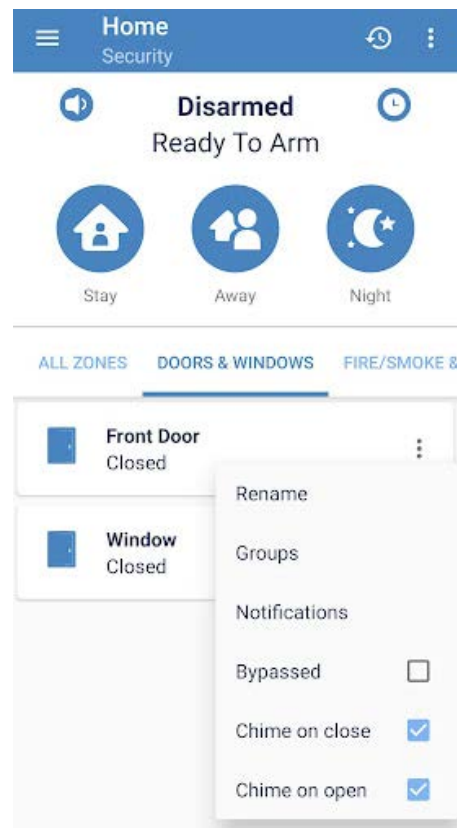 Home
Security
Disarmed
Ready To Arm
Stay Away Night
ALL ZONES DOORS & WINDOWS FIRE/SMOKE &
Front Door
Closed
Window
Closed
Rename
Groups
Notifications
Bypassed
Chime on close
Chime on open